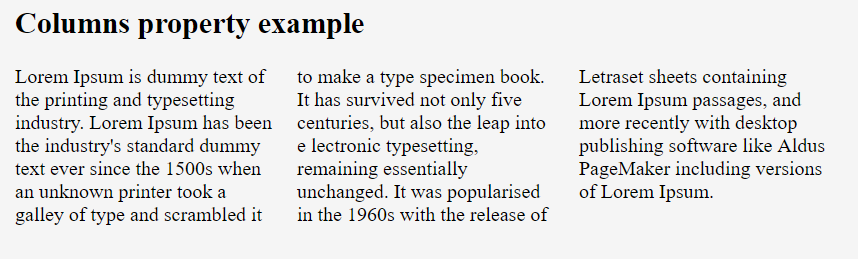 Columns property example
Lorem Ipsum is dummy text of
the printing and typesetting
industry. Lorem Ipsum has been
the industry's standard dummy
text ever since the 1500s when
an unknown printer took a
galley of type and scrambled it
to make a type specimen book.
It has survived not only five
centuries, but also the leap into
e lectronic typesetting,
remaining essentially
unchanged. It was popularised
in the 1960s with the release of
Letraset sheets containing
Lorem Ipsum passages, and
more recently with desktop
publishing software like Aldus
PageMaker including versions
of Lorem Ipsum.